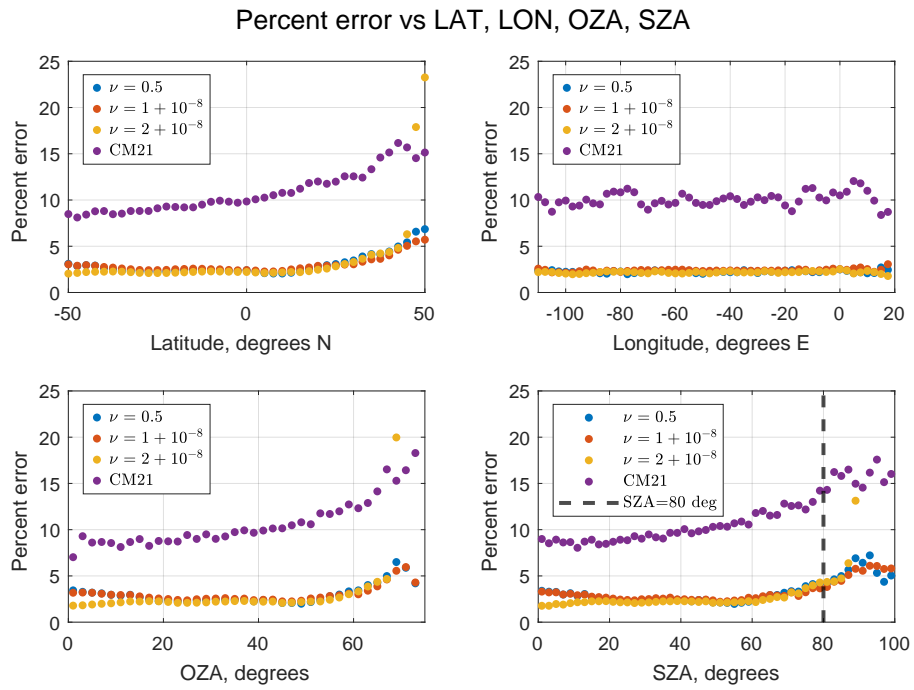 Percent error vs LAT, LON, OZA, SZA
25
20
15
10
5
0
Percent error
-50
0
50
Latitude, degrees N
ν = 0.5
ν = 1 + 10⁻⁸
ν = 2 + 10⁻⁸
CM21
25
20
15
10
5
0
Percent error
-100
-80
-60
-40
-20
0
20
Longitude, degrees E
ν = 0.5
ν = 1 + 10⁻⁸
ν = 2 + 10⁻⁸
CM21
25
20
15
10
5
0
Percent error
0
20
40
60
OZA, degrees
ν = 0.5
ν = 1 + 10⁻⁸
ν = 2 + 10⁻⁸
CM21
25
20
15
10
5
0
Percent error
0
20
40
60
80
100
SZA, degrees
ν = 0.5
ν = 1 + 10⁻⁸
ν = 2 + 10⁻⁸
CM21
SZA=80 deg